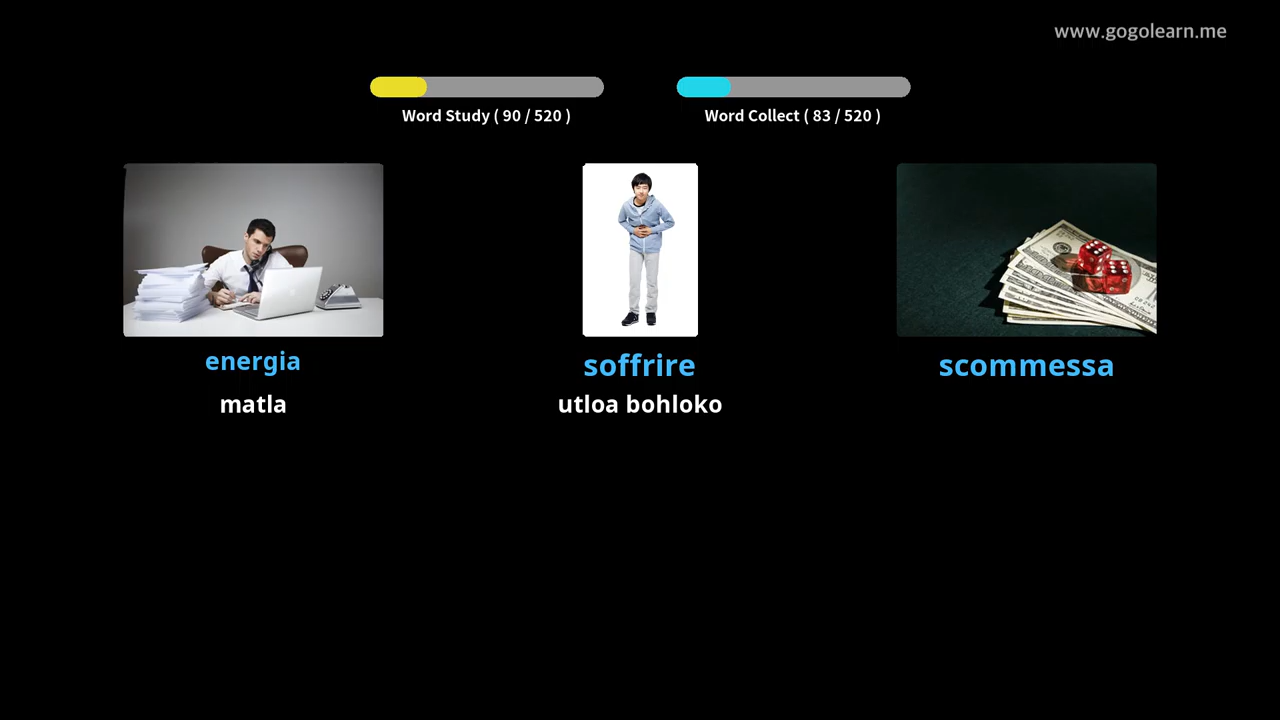 www.gogolearn.me
Word Study ( 90 / 520 )
Word Collect ( 83 / 520 )
energia
soffrire
scommessa
matla
utloa bohloko